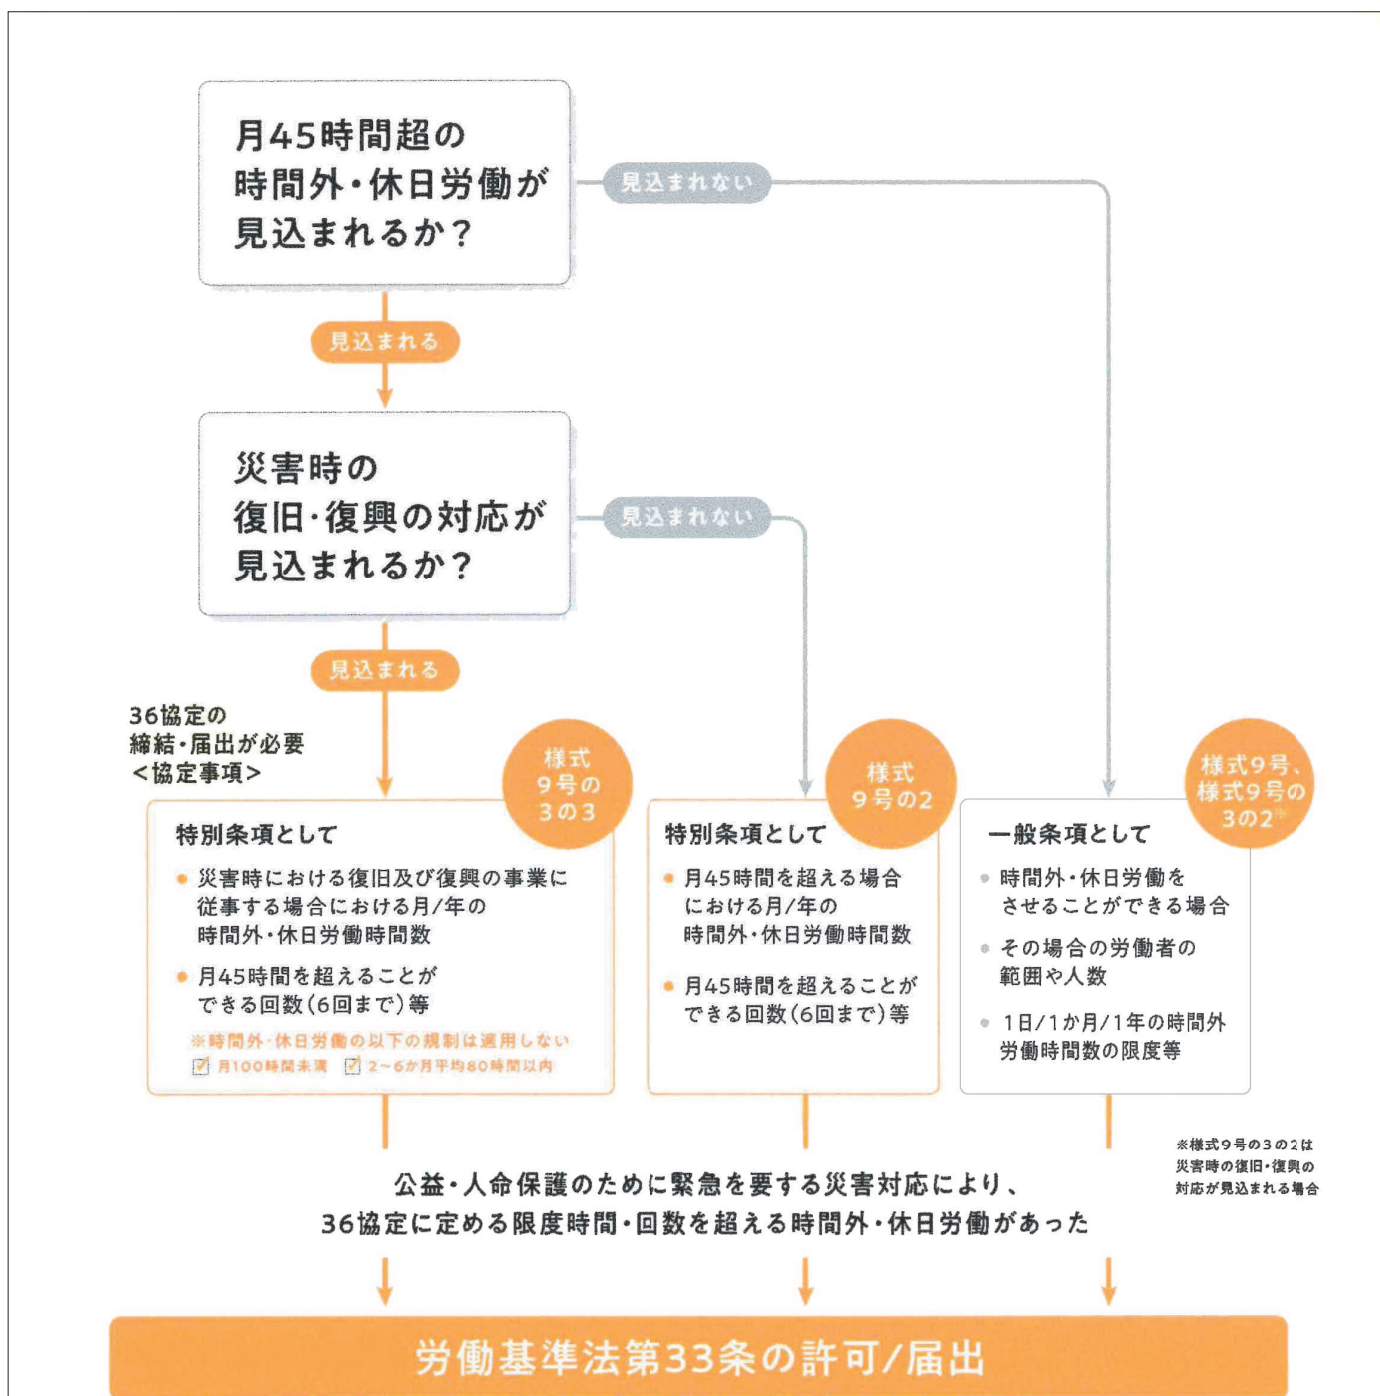 月45時間超の
時間外・休日労働が
見込まれるか？
見込まれない
見込まれる
災害時の
復旧・復興の対応が
見込まれるか？
見込まれない
見込まれる
36協定の
締結・届出が必要
＜協定事項＞
様式
9号の
3の3
特別条項として
災害時における復旧及び復興の事業に
従事する場合における月/年の
時間外・休日労働時間数
月45時間を超えることが
できる回数（6回まで）等
※時間外・休日労働の以下の規制は適用しない
月100時間未満
2〜6か月平均80時間以内
様式
9号の2
特別条項として
月45時間を超える場合
における月/年の
時間外・休日労働時間数
月45時間を超えることが
できる回数（6回まで）等
様式9号、
様式9号の
3の2※
一般条項として
時間外・休日労働を
させることができる場合
その場合の労働者の
範囲や人数
1日/1か月/1年の時間外
労働時間数の限度等
※様式9号の3の2は
災害時の復旧・復興の
対応が見込まれる場合
公益・人命保護のために緊急を要する災害対応により、
36協定に定める限度時間・回数を超える時間外・休日労働があった
労働基準法第33条の許可/届出